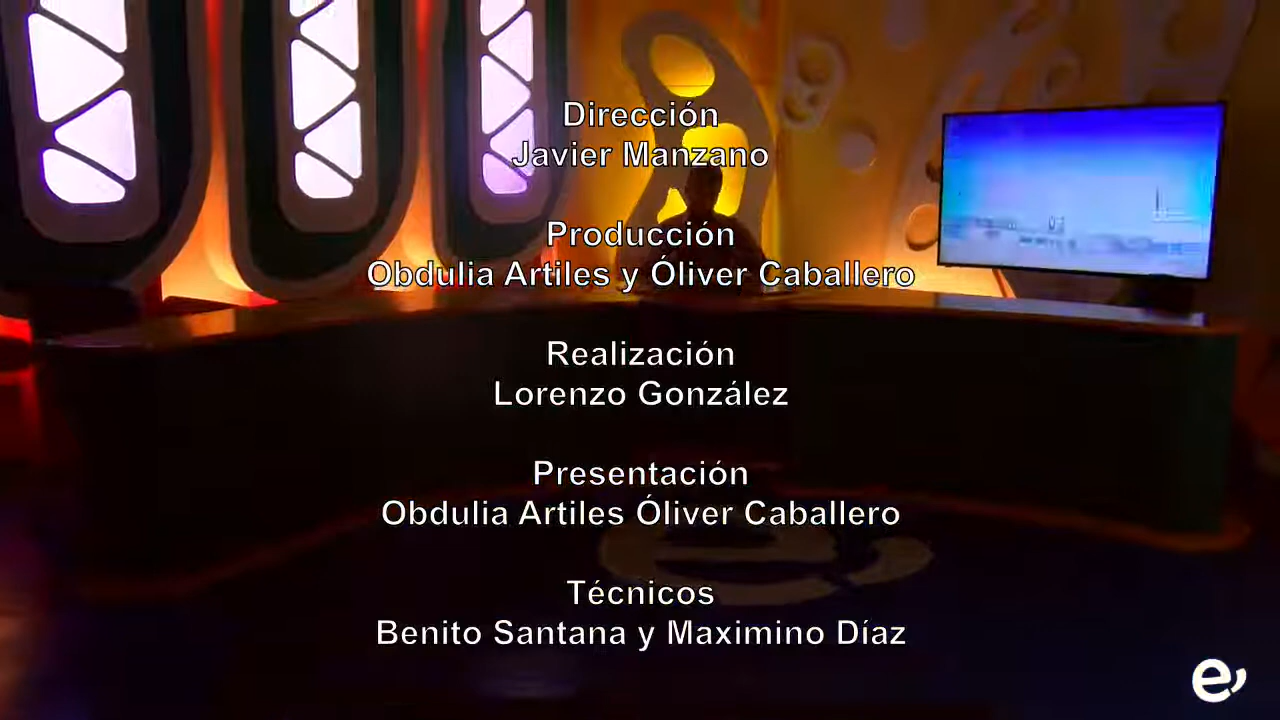 Dirección
Javier Manzano
Producción
Obdulia Artiles y Óliver Caballero
Realización
Lorenzo González
Presentación
Obdulia Artiles Óliver Caballero
Técnicos
Benito Santana y Maximino Díaz
e